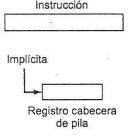 Instrucción
Implícita
Registro cabecera
de pila